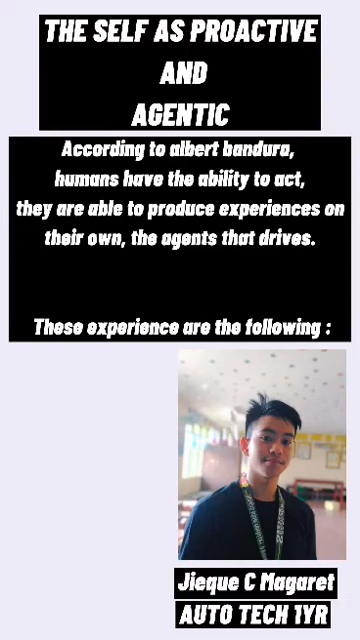 THE SELF AS PROACTIVE
AND
AGENTIC
According to albert bandura,
humans have the ability to act,
they are able to produce experiences on
their own, the agents that drives.
These experience are the following :
Jieque C Magaret
AUTO TECH 1YR